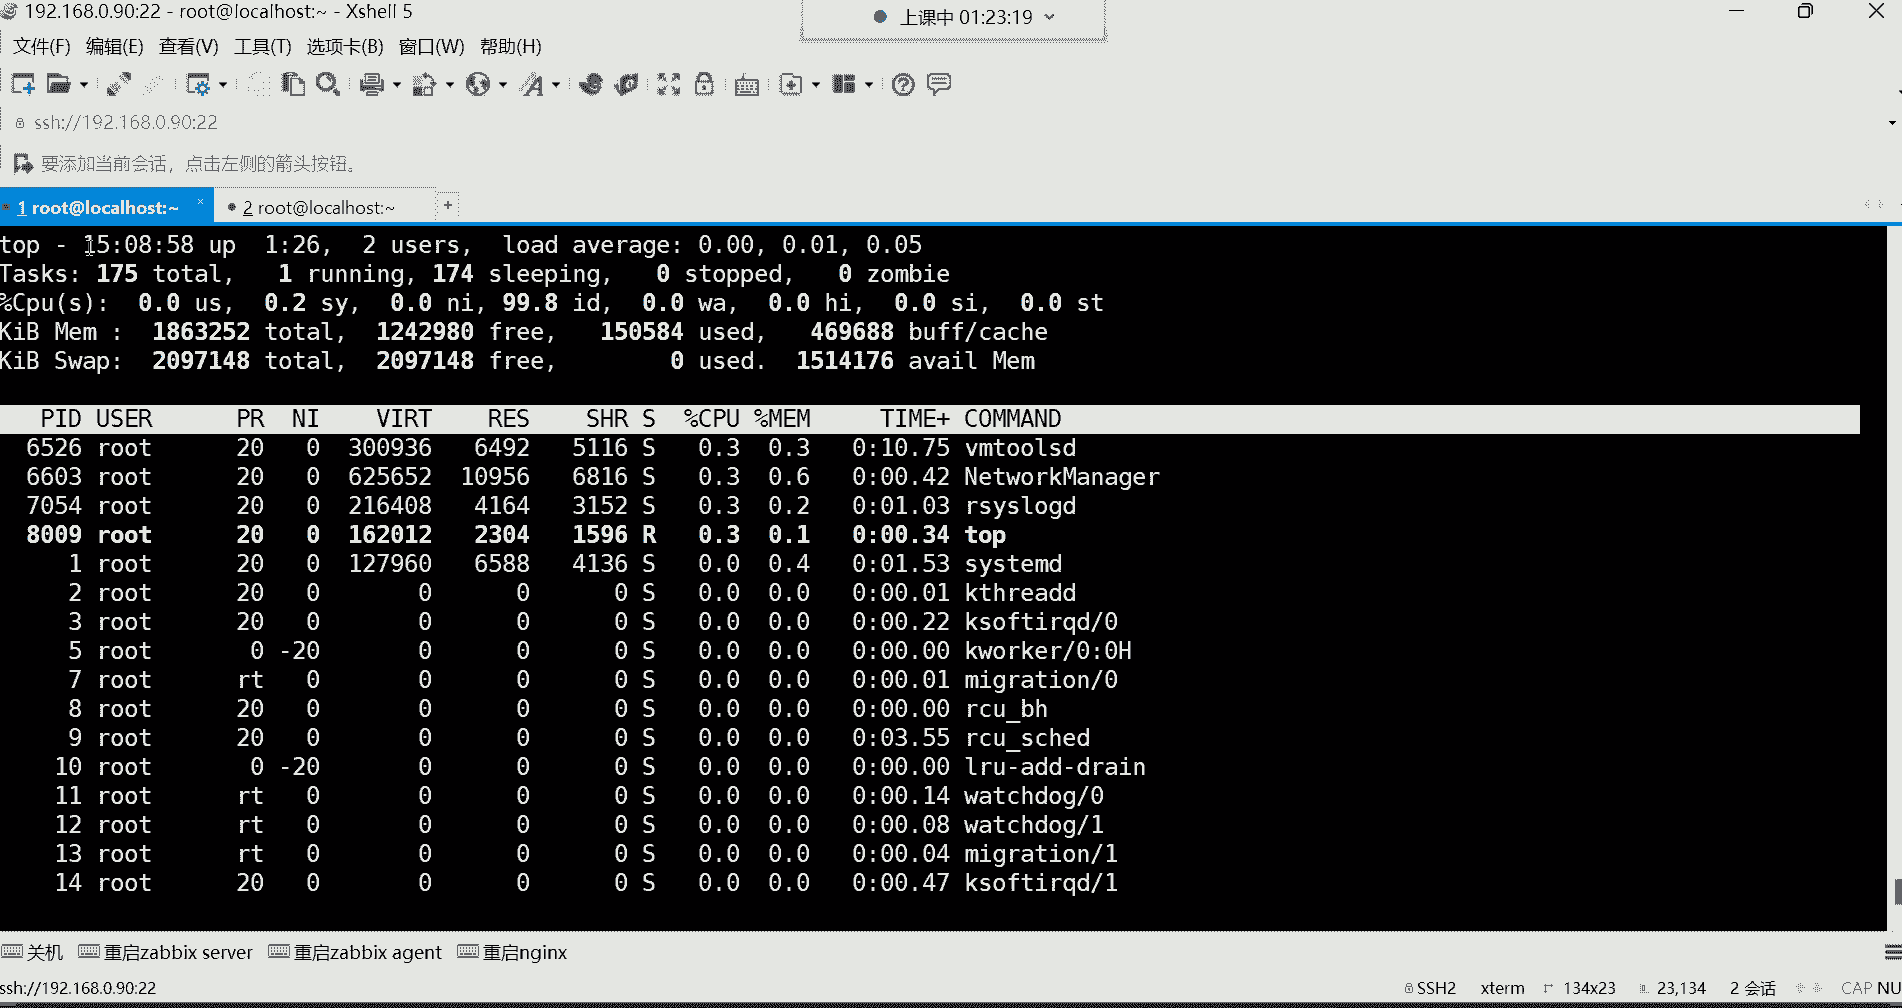 192.168.0.90:22 - root@localhost:~ - Xshell 5
上课中 01:23:19
文件(F) 编辑(E) 查看(V) 工具(T) 选项卡(B) 窗口(W) 帮助(H)
ssh://192.168.0.90:22
要添加当前会话，点击左侧的箭头按钮。
1 root@localhost:~ × 2 root@localhost:~ +
top - 15:08:58 up  1:26,  2 users,  load average: 0.00, 0.01, 0.05
Tasks: 175 total,   1 running, 174 sleeping,   0 stopped,   0 zombie
%Cpu(s):  0.0 us,  0.2 sy,  0.0 ni, 99.8 id,  0.0 wa,  0.0 hi,  0.0 si,  0.0 st
KiB Mem :  1863252 total,  1242980 free,   150584 used,   469688 buff/cache
KiB Swap:  2097148 total,  2097148 free,        0 used.  1514176 avail Mem
PID USER      PR  NI    VIRT    RES    SHR S  %CPU %MEM     TIME+ COMMAND
6526 root      20   0  300936   6492   5116 S   0.3  0.3   0:10.75 vmtoolsd
6603 root      20   0  625652  10956   6816 S   0.3  0.6   0:00.42 NetworkManager
7054 root      20   0  216408   4164   3152 S   0.3  0.2   0:01.03 rsyslogd
8009 root      20   0  162012   2304   1596 R   0.3  0.1   0:00.34 top
1 root      20   0  127960   6588   4136 S   0.0  0.4   0:01.53 systemd
2 root      20   0       0      0      0 S   0.0  0.0   0:00.01 kthreadd
3 root      20   0       0      0      0 S   0.0  0.0   0:00.22 ksoftirqd/0
5 root       0 -20       0      0      0 S   0.0  0.0   0:00.00 kworker/0:0H
7 root      rt   0       0      0      0 S   0.0  0.0   0:00.01 migration/0
8 root      20   0       0      0      0 S   0.0  0.0   0:00.00 rcu_bh
9 root      20   0       0      0      0 S   0.0  0.0   0:03.55 rcu_sched
10 root       0 -20       0      0      0 S   0.0  0.0   0:00.00 lru-add-drain
11 root      rt   0       0      0      0 S   0.0  0.0   0:00.14 watchdog/0
12 root      rt   0       0      0      0 S   0.0  0.0   0:00.08 watchdog/1
13 root      rt   0       0      0      0 S   0.0  0.0   0:00.04 migration/1
14 root      20   0       0      0      0 S   0.0  0.0   0:00.47 ksoftirqd/1
关机 重启zabbix server 重启zabbix agent 重启nginx
ssh://192.168.0.90:22 SSH2 xterm 134x23 23,134 2 会话 CAP NU